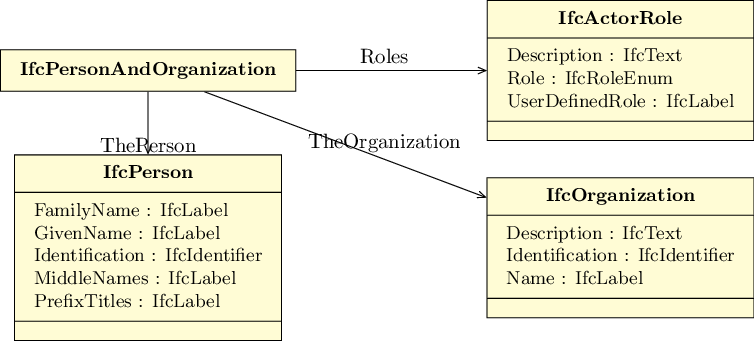 IfcActorRole
Description : IfcText
Role : IfcRoleEnum
UserDefinedRole : IfcLabel
Roles
IfcPersonAndOrganization
ThePerson
TheOrganization
IfcPerson
FamilyName : IfcLabel
GivenName : IfcLabel
Identification : IfcIdentifier
MiddleNames : IfcLabel
PrefixTitles : IfcLabel
IfcOrganization
Description : IfcText
Identification : IfcIdentifier
Name : IfcLabel